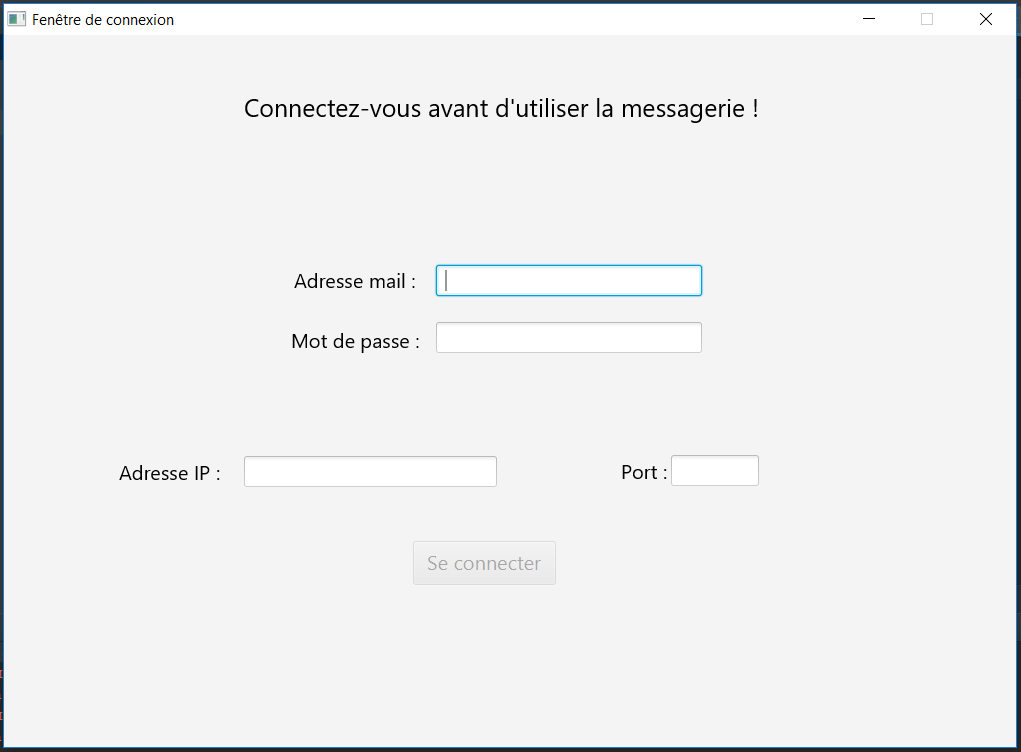 Fenêtre de connexion
Connectez-vous avant d'utiliser la messagerie !
Adresse mail :
Mot de passe :
Adresse IP :
Port :
Se connecter